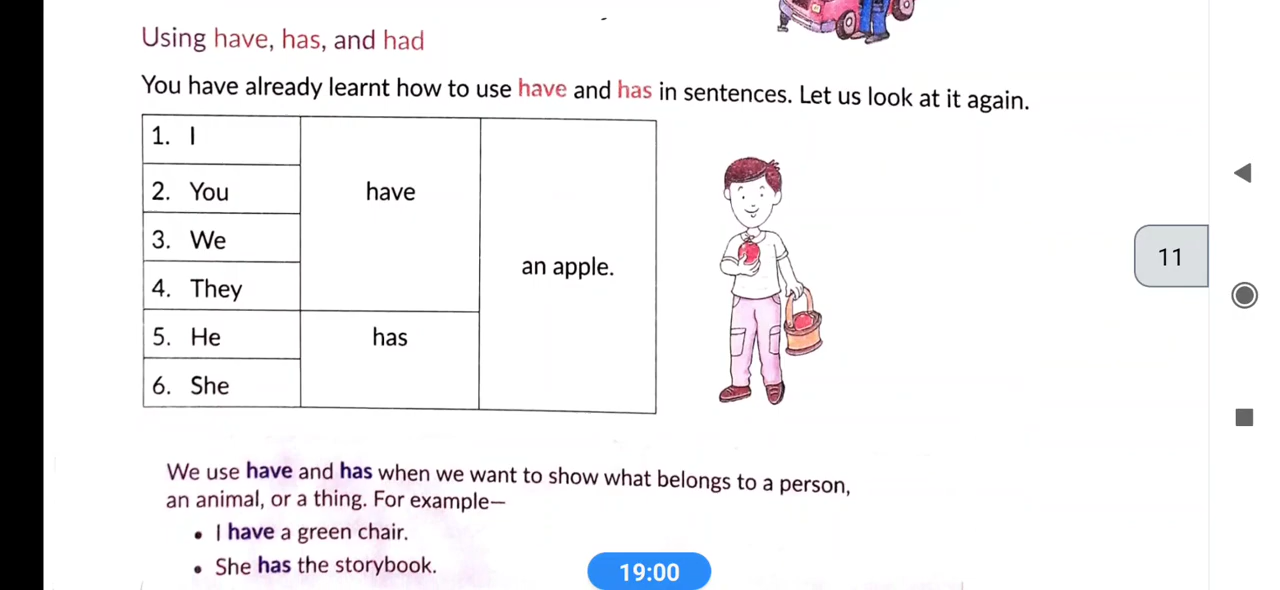 Using have, has, and had
You have already learnt how to use have and has in sentences. Let us look at it again.
1. I
2. You
3. We
4. They
5. He
6. She
have
has
an apple.
11
We use have and has when we want to show what belongs to a person,
an animal, or a thing. For example—
• I have a green chair.
• She has the storybook.
19:00